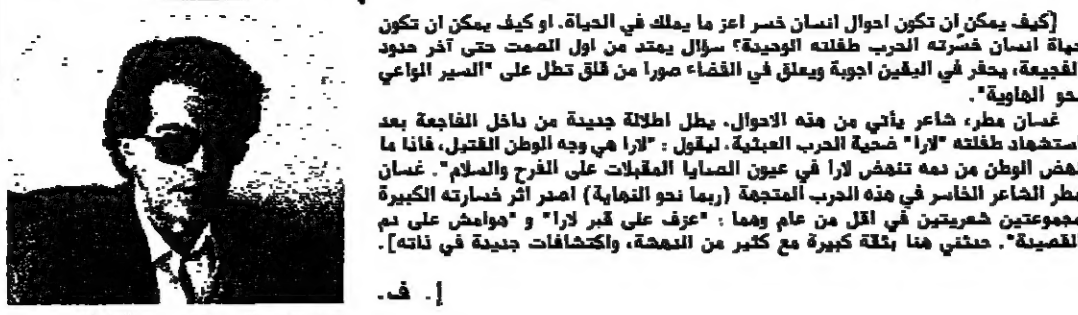 [كيف يمكن ان تكون احوال انسان خسر اعز ما يملك في الحياة، او كيف يمكن ان تكون
حياة انسان خسّرته الحرب طفلته الوحيدة؟ سؤال يمتد من اول الصمت حتى آخر حدود
الفجيعة، يحفر في اليقين اجوبة ويعلق في الفضاء صورا من قلق تطل على "السير الواعي
نحو الهاوية".
غسان مطر، شاعر يأتي من هذه الاحوال، يطل اطلالة جديدة من داخل الفاجعة بعد
استشهاد طفلته "لارا" ضحية الحرب العبثية، ليقول : "لارا هي وجه الوطن القتيل، فاذا ما
نهض الوطن من دمه تنهض لارا في عيون الصبايا المقبلات على الفرح والسلام". غسان
مطر الشاعر الخاسر في هذه الحرب المتجهة (ربما نحو النهاية) اصدر اثر خسارته الكبيرة
مجموعتين شعريتين في اقل من عام وهما : "عزف على قبر لارا" و "هوامش على دم
القصيدة". حدثني هنا بثقة كبيرة مع كثير من الدهشة، واكتشافات جديدة في ذاته].
إ. ف.